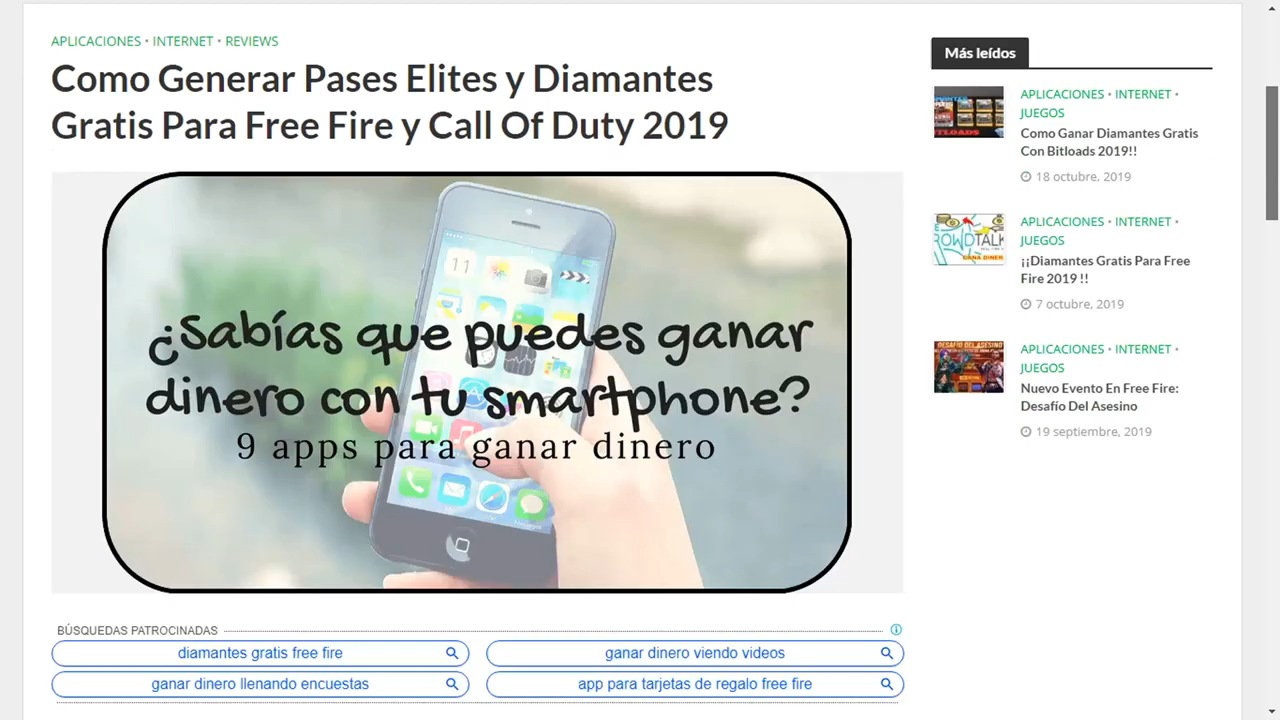 APLICACIONES • INTERNET • REVIEWS
Como Generar Pases Elites y Diamantes
Gratis Para Free Fire y Call Of Duty 2019
11
¿Sabías que puedes ganar
dinero con tu smartphone?
9 apps para ganar dinero
BÚSQUEDAS PATROCINADAS
diamantes gratis free fire
ganar dinero viendo videos
ganar dinero llenando encuestas
app para tarjetas de regalo free fire
Más leídos
APLICACIONES • INTERNET •
JUEGOS
Como Ganar Diamantes Gratis
Con Bitloads 2019!!
18 octubre, 2019
APLICACIONES • INTERNET •
JUEGOS
¡¡Diamantes Gratis Para Free
Fire 2019 !!
7 octubre, 2019
APLICACIONES • INTERNET •
JUEGOS
Nuevo Evento En Free Fire:
Desafío Del Asesino
19 septiembre, 2019